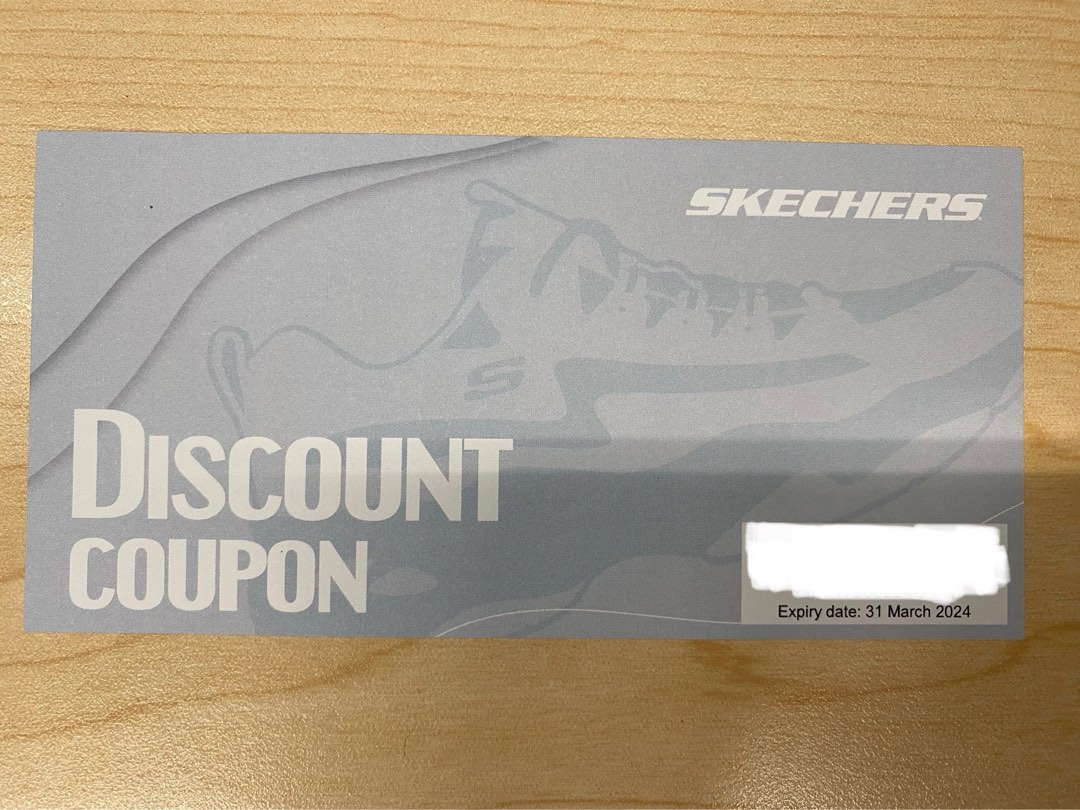 SKECHERS
DISCOUNT
COUPON
Expiry date: 31 March 2024